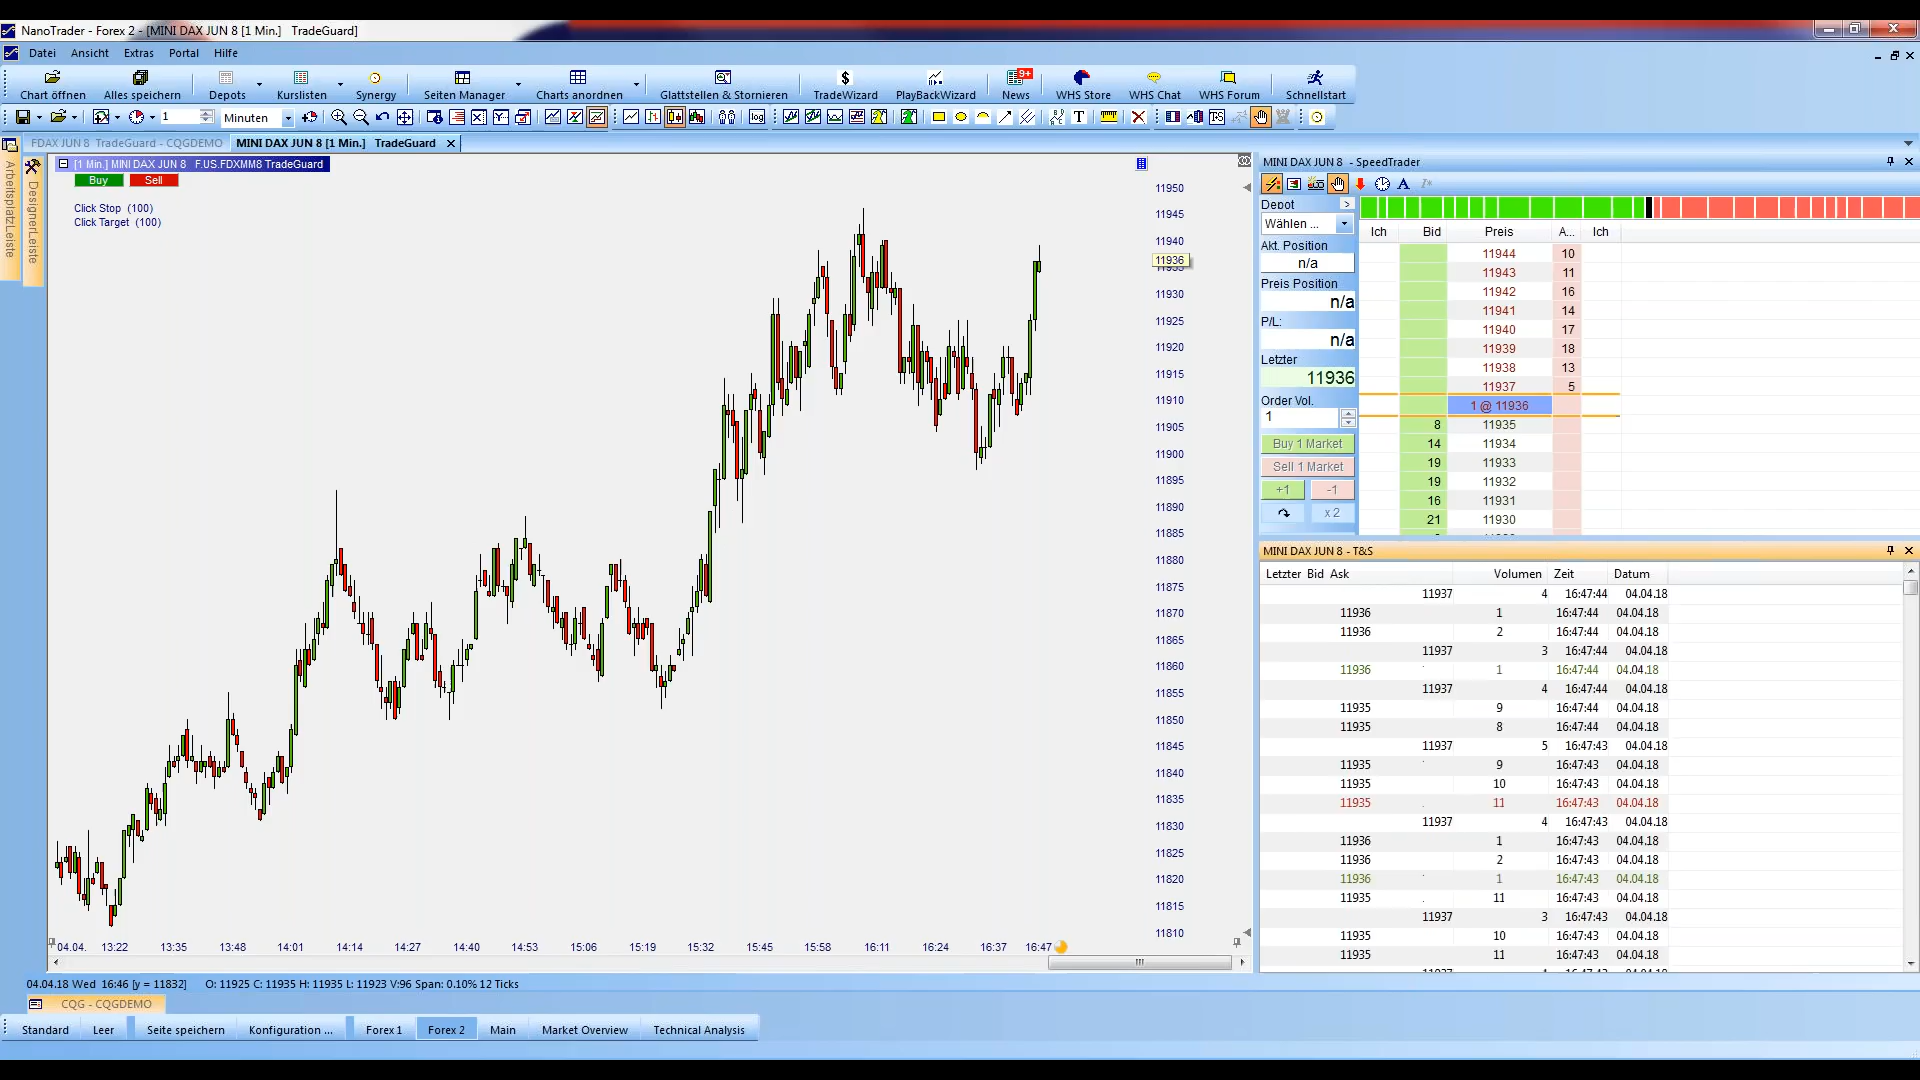 NanoTrader - Forex 2 - [MINI DAX JUN 8 [1 Min.]   TradeGuard]
Datei Ansicht Extras Portal Hilfe
Chart öffnen Alles speichern Depots Kurslisten Synergy Seiten Manager Charts anordnen Glattstellen & Stornieren TradeWizard PlayBackWizard 9+ News WHS Store WHS Chat WHS Forum Schnellstart
1 Minuten log T
FDAX JUN 8 TradeGuard - CQGDEMO MINI DAX JUN 8 [1 Min.] TradeGuard
ArbeitsplatzLeiste
DesignerLeiste
[1 Min.] MINI DAX JUN 8 F.US.FDXMM8 TradeGuard
Buy Sell
Click Stop (100)
Click Target (100)
11950
11945
11940
11936
11935
11930
11925
11920
11915
11910
11905
11900
11895
11890
11885
11880
11875
11870
11865
11860
11855
11850
11845
11840
11835
11830
11825
11820
11815
11810
04.04. 13:22 13:35 13:48 14:01 14:14 14:27 14:40 14:53 15:06 15:19 15:32 15:45 15:58 16:11 16:24 16:37 16:47
MINI DAX JUN 8 - SpeedTrader
Depot
Wählen ...
Akt. Position
n/a
Preis Position
n/a
P/L:
n/a
Letzter
11936
Order Vol.
1
Buy 1 Market
Sell 1 Market
+1 -1
x 2
Ich Bid Preis A... Ich
11944 10
11943 11
11942 16
11941 14
11940 17
11939 18
11938 13
11937 5
1 @ 11936
8 11935
14 11934
19 11933
19 11932
16 11931
21 11930
MINI DAX JUN 8 - T&S
Letzter Bid Ask Volumen Zeit Datum
11937 4 16:47:44 04.04.18
11936 1 16:47:44 04.04.18
11936 2 16:47:44 04.04.18
11937 3 16:47:44 04.04.18
11936 1 16:47:44 04.04.18
11937 4 16:47:44 04.04.18
11935 9 16:47:44 04.04.18
11935 8 16:47:44 04.04.18
11937 5 16:47:43 04.04.18
11935 9 16:47:43 04.04.18
11935 10 16:47:43 04.04.18
11935 11 16:47:43 04.04.18
11937 4 16:47:43 04.04.18
11936 1 16:47:43 04.04.18
11936 2 16:47:43 04.04.18
11936 1 16:47:43 04.04.18
11935 11 16:47:43 04.04.18
11937 3 16:47:43 04.04.18
11935 10 16:47:43 04.04.18
11935 11 16:47:43 04.04.18
04.04.18 Wed 16:46 [y = 11832] O: 11925 C: 11935 H: 11935 L: 11923 V:96 Span: 0.10% 12 Ticks
CQG - CQGDEMO
Standard Leer Seite speichern Konfiguration ... Forex 1 Forex 2 Main Market Overview Technical Analysis